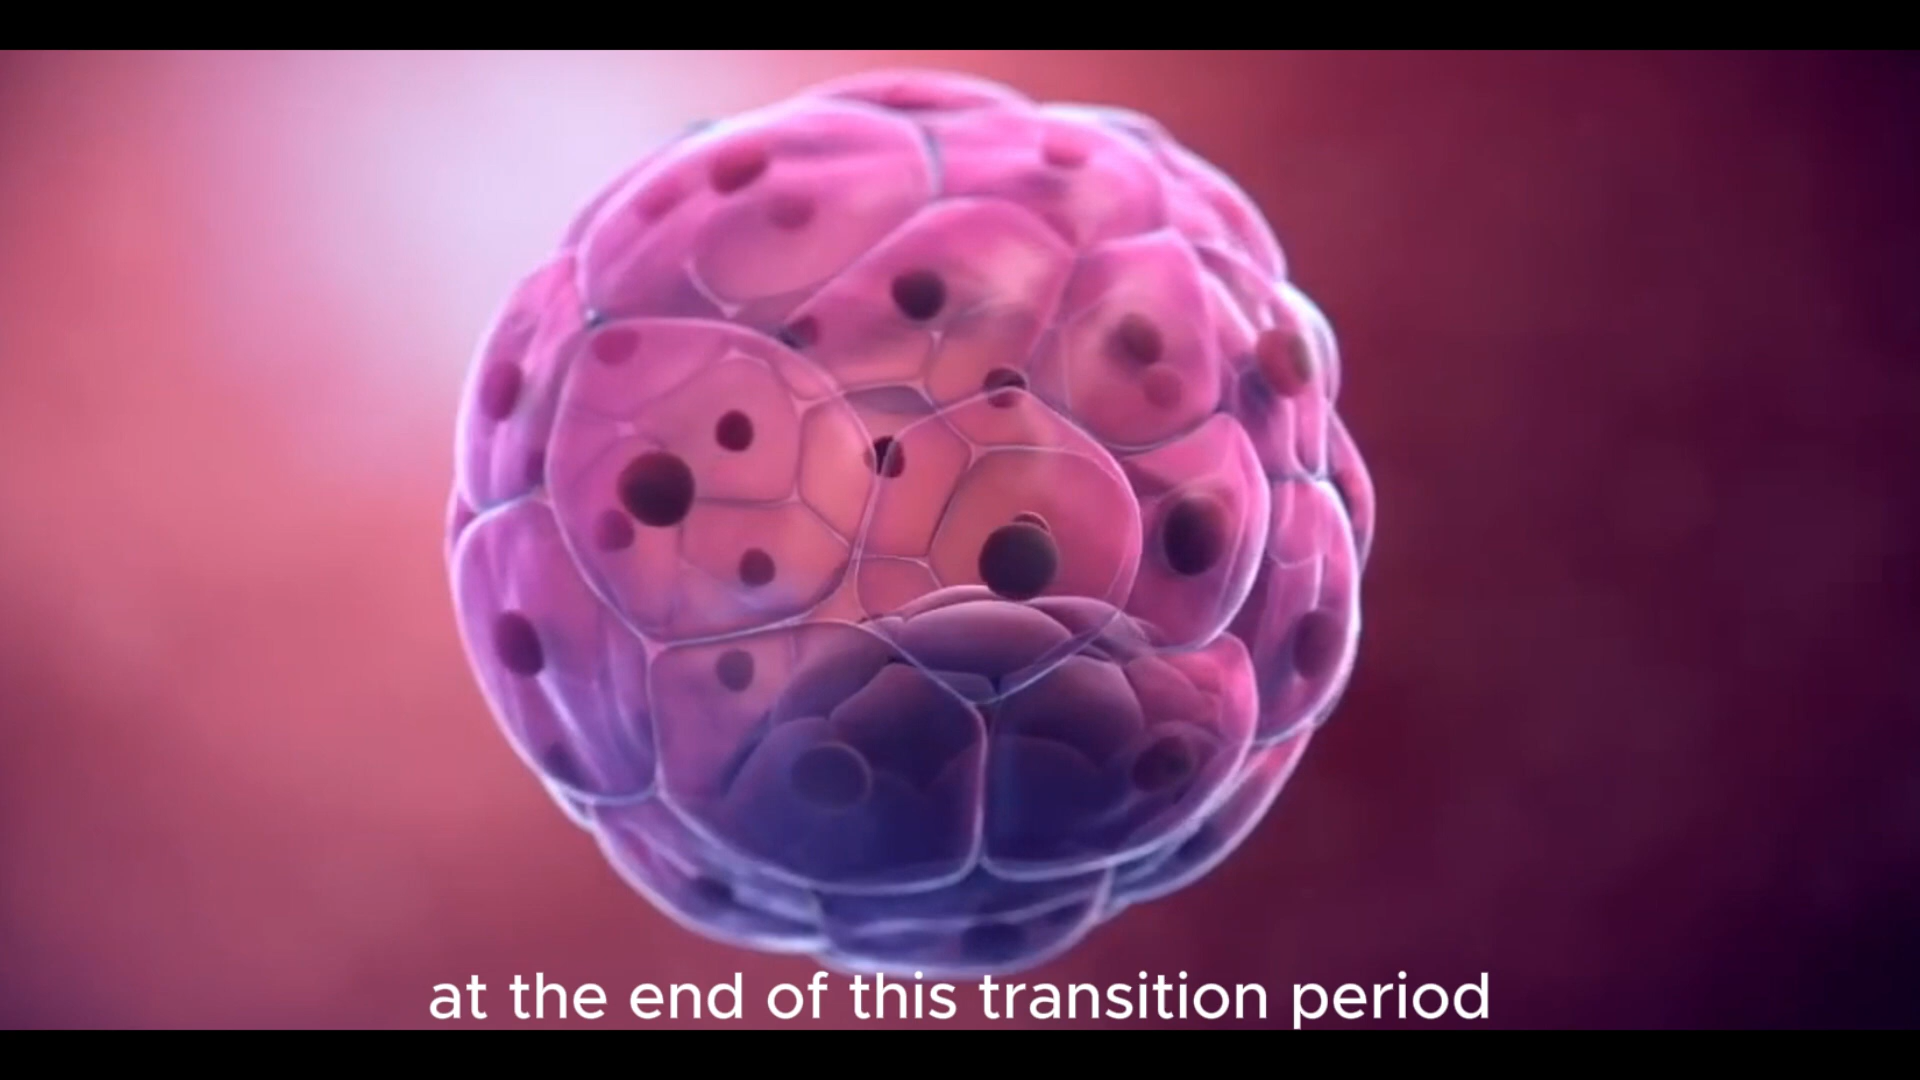 at the end of this transition period